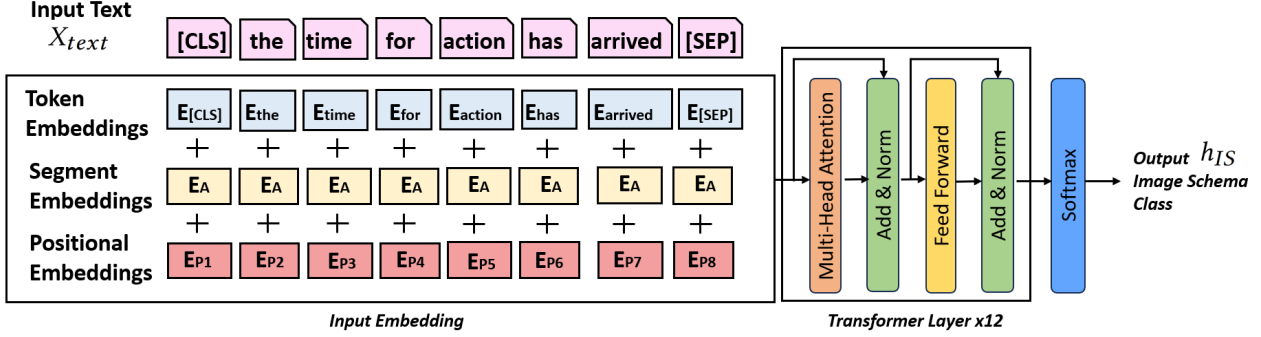 Input Text
X_text
[CLS] the time for action has arrived [SEP]
Token
Embeddings
E[CLS] Ethe Etime Efor Eaction Ehas Earrived E[SEP]
+ + + + + + + +
Segment
Embeddings
EA EA EA EA EA EA EA EA
+ + + + + + + +
Positional
Embeddings
EP1 EP2 EP3 EP4 EP5 EP6 EP7 EP8
Input Embedding
Multi-Head Attention
Add & Norm
Feed Forward
Add & Norm
Transformer Layer x12
Softmax
Output h_IS
Image Schema
Class